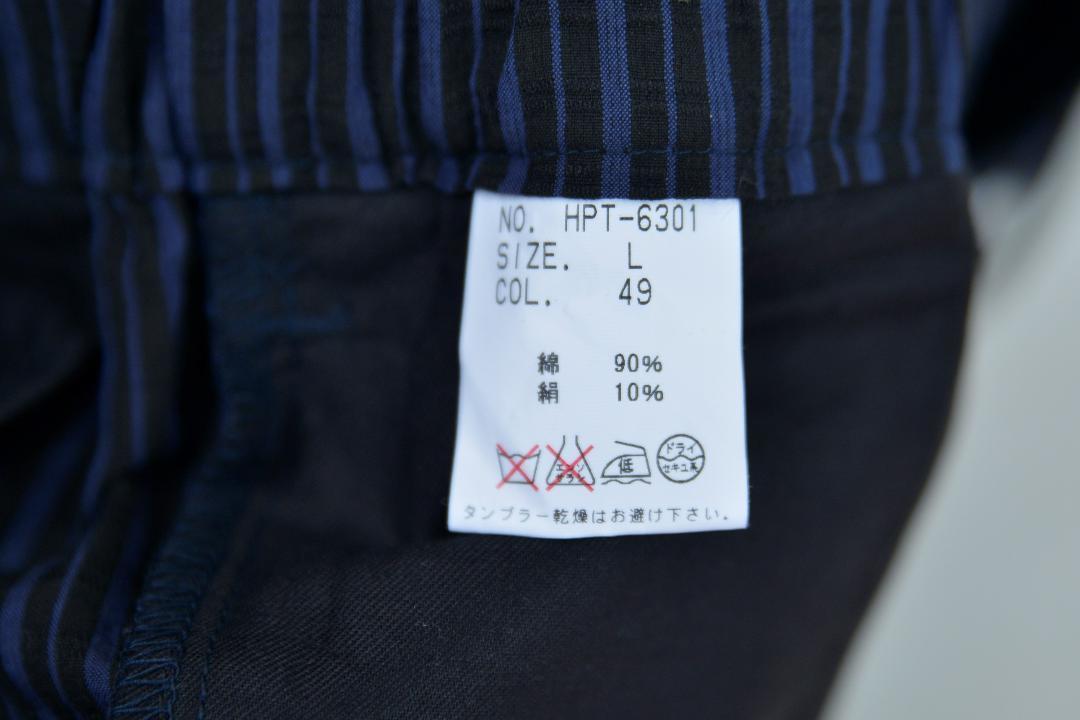 NO. HPT-6301
SIZE. L
COL. 49
綿 90%
絹 10%
エンソ
サラシ
低
ドライ
セキユ系
タンブラー乾燥はお避け下さい。